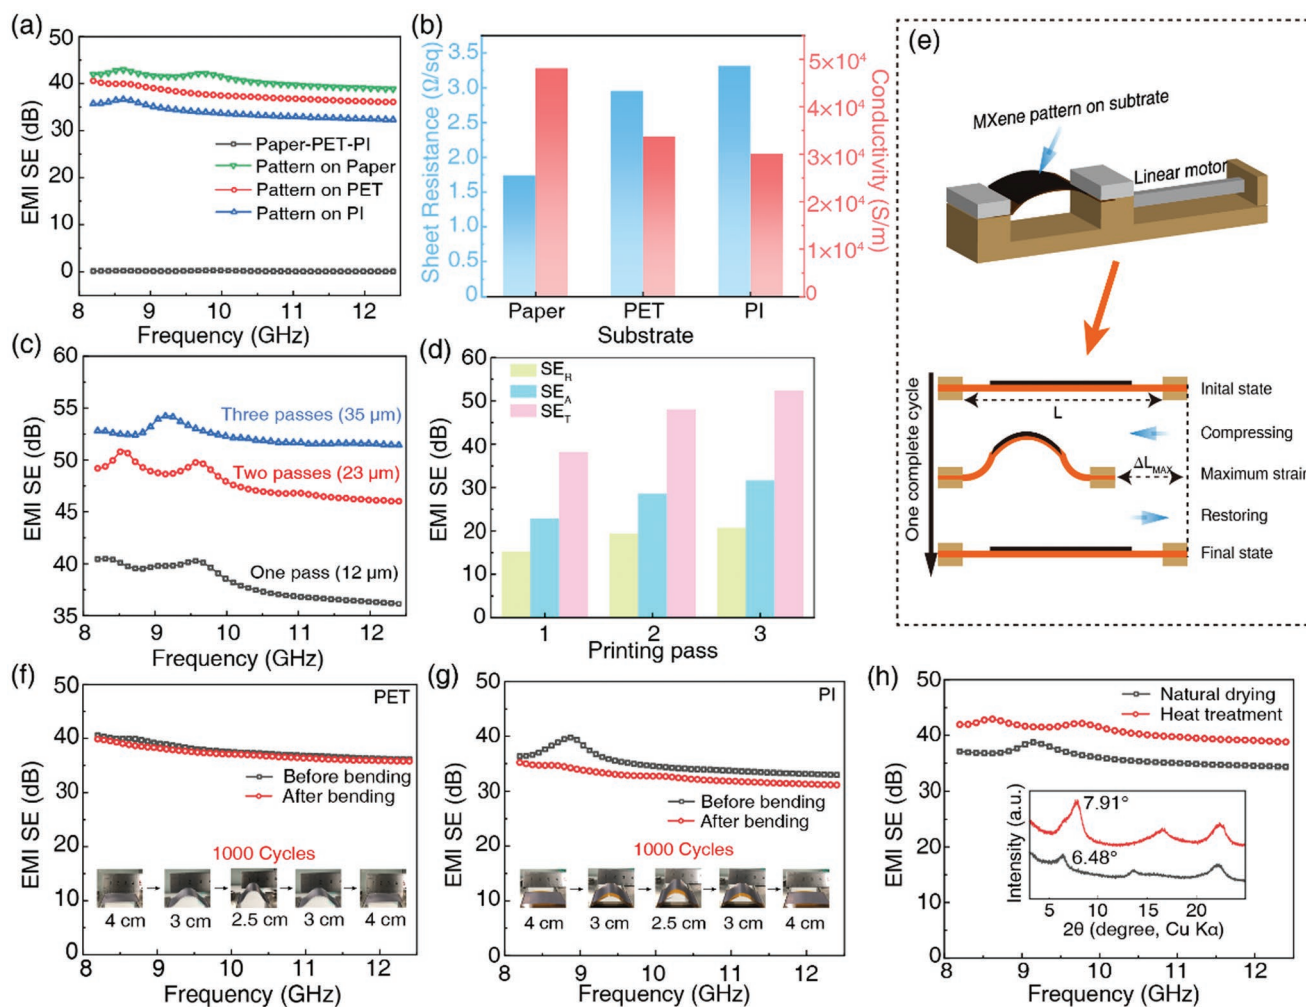 (a)
50
40
30
20
10
0
EMI SE (dB)
Paper-PET-PI
Pattern on Paper
Pattern on PET
Pattern on PI
8 9 10 11 12
Frequency (GHz)
(b)
3.5
3.0
2.5
2.0
1.5
1.0
0.5
0.0
Sheet Resistance (Ω/sq)
5×10⁴
4×10⁴
3×10⁴
2×10⁴
1×10⁴
0
Conductivity (S/m)
Paper PET PI
Substrate
(c)
60
55
50
45
40
35
EMI SE (dB)
Three passes (35 μm)
Two passes (23 μm)
One pass (12 μm)
8 9 10 11 12
Frequency (GHz)
(d)
60
50
40
30
20
10
0
EMI SE (dB)
SE_R
SE_A
SE_T
1 2 3
Printing pass
(e)
MXene pattern on subtrate
Linear motor
One complete cycle
Inital state
L
Compressing
ΔL_MAX
Maximum strain
Restoring
Final state
(f)
50
40
30
20
10
0
EMI SE (dB)
PET
Before bending
After bending
1000 Cycles
4 cm 3 cm 2.5 cm 3 cm 4 cm
8 9 10 11 12
Frequency (GHz)
(g)
50
40
30
20
10
0
EMI SE (dB)
PI
Before bending
After bending
1000 Cycles
4 cm 3 cm 2.5 cm 3 cm 4 cm
8 9 10 11 12
Frequency (GHz)
(h)
50
40
30
20
10
0
EMI SE (dB)
Natural drying
Heat treatment
Intensity (a.u.)
7.91°
6.48°
5 10 15 20
2θ (degree, Cu Kα)
8 9 10 11 12
Frequency (GHz)